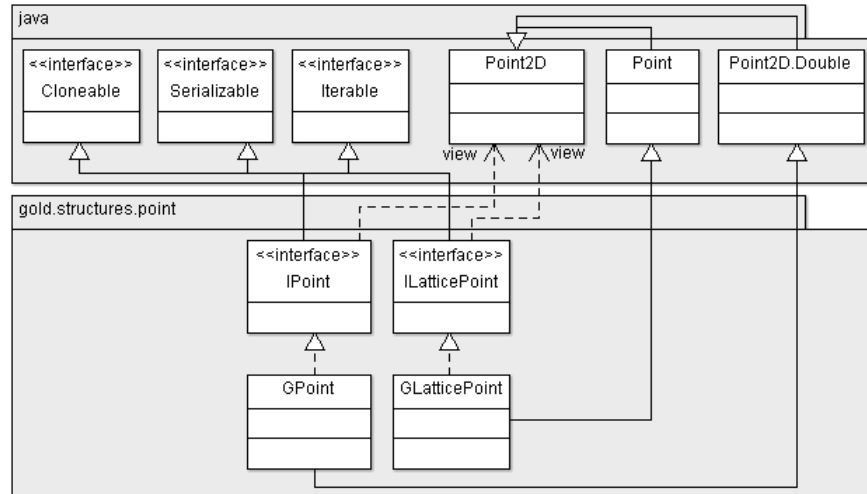 java
<<interface>>
Cloneable
<<interface>>
Serializable
<<interface>>
Iterable
Point2D
Point
Point2D.Double
view
view
gold.structures.point
<<interface>>
IPoint
<<interface>>
ILatticePoint
GPoint
GLatticePoint